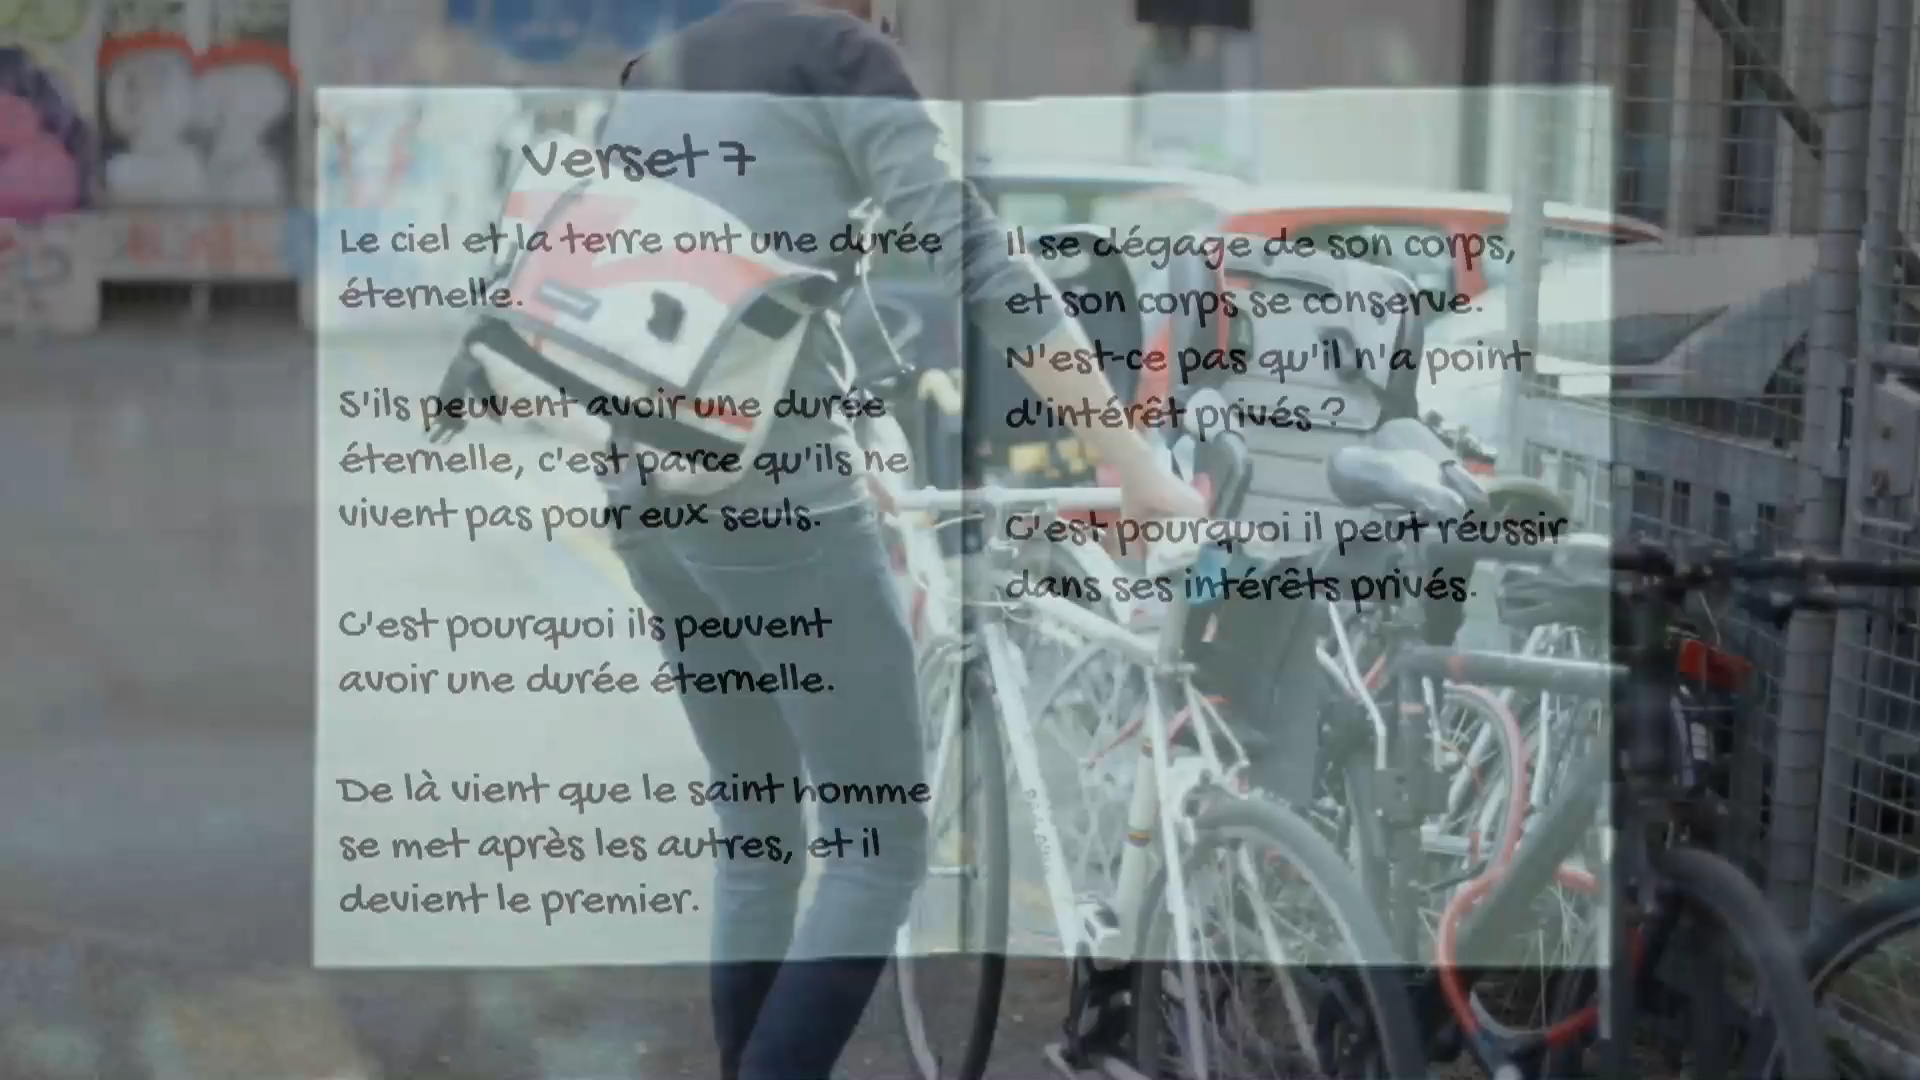 Verset 7
Le ciel et la terre ont une durée
éternelle.
S'ils peuvent avoir une durée
éternelle, c'est parce qu'ils ne
vivent pas pour eux seuls.
C'est pourquoi ils peuvent
avoir une durée éternelle.
De là vient que le saint homme
se met après les autres, et il
devient le premier.
Il se dégage de son corps,
et son corps se conserve.
N'est-ce pas qu'il n'a point
d'intérêt privés ?
C'est pourquoi il peut réussir
dans ses intérêts privés.